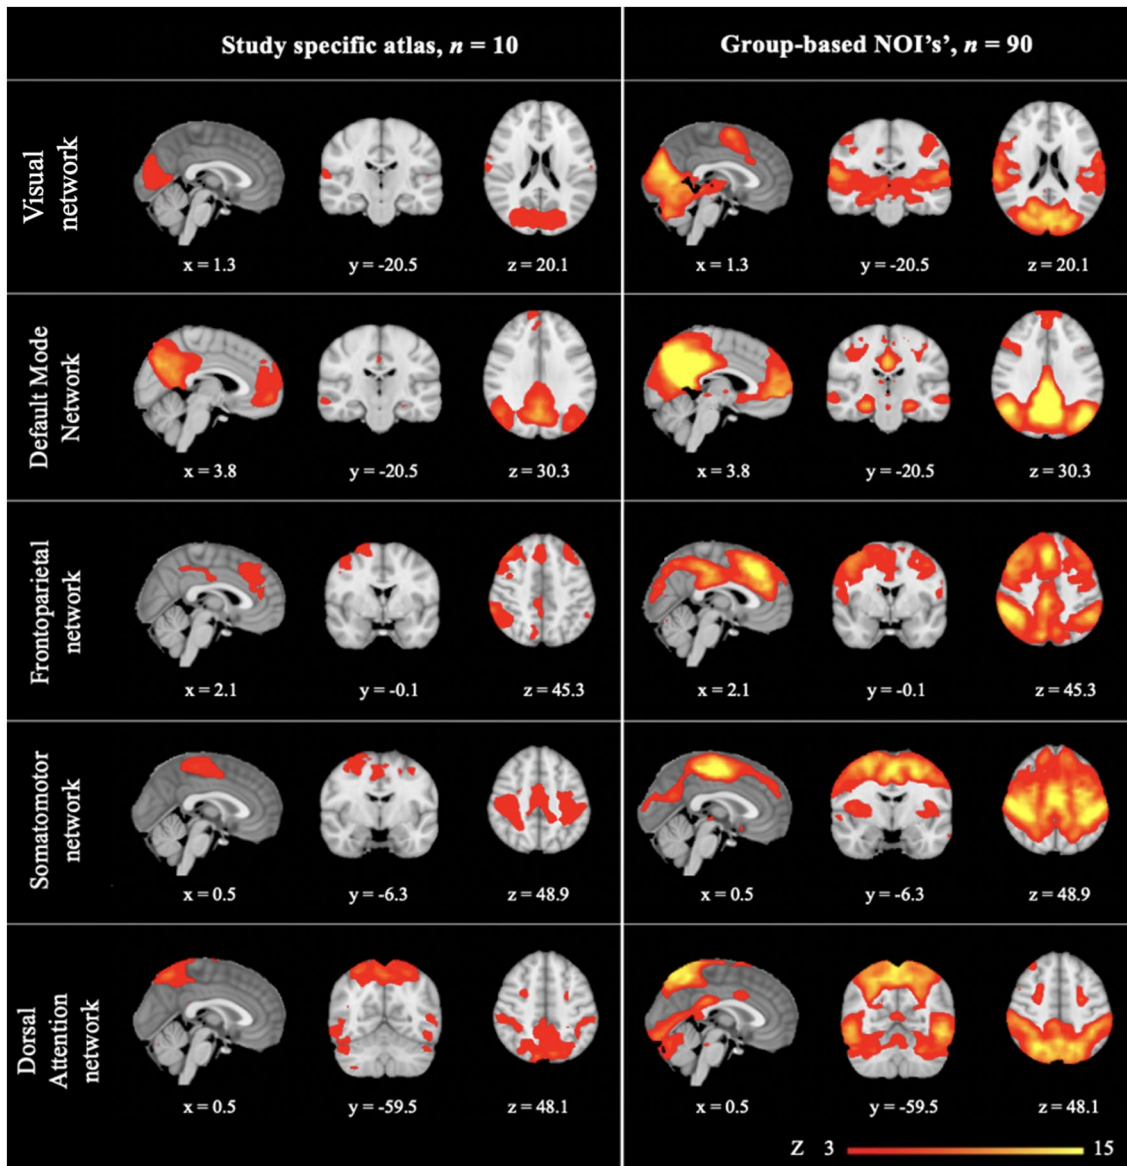 Study specific atlas, n = 10
Group-based NOI's', n = 90
Visual
network
x = 1.3
y = -20.5
z = 20.1
x = 1.3
y = -20.5
z = 20.1
Default Mode
Network
x = 3.8
y = -20.5
z = 30.3
x = 3.8
y = -20.5
z = 30.3
Frontoparietal
network
x = 2.1
y = -0.1
z = 45.3
x = 2.1
y = -0.1
z = 45.3
Somatomotor
network
x = 0.5
y = -6.3
z = 48.9
x = 0.5
y = -6.3
z = 48.9
Dorsal
Attention
network
x = 0.5
y = -59.5
z = 48.1
x = 0.5
y = -59.5
z = 48.1
Z 3 15